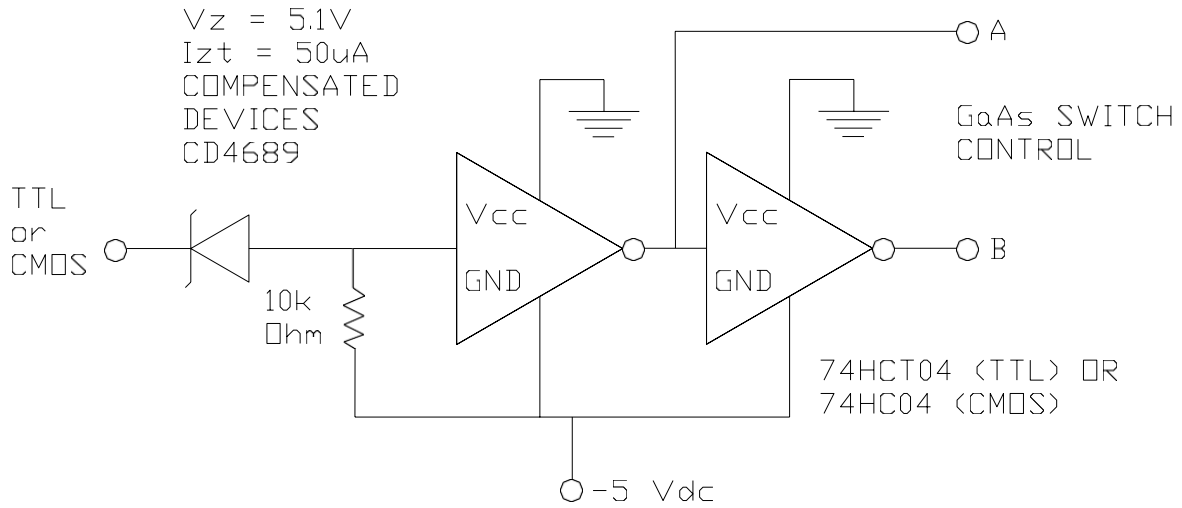 Vz = 5.1V
Izt = 50uA
COMPENSATED
DEVICES
CD4689
A
GaAs SWITCH
CONTROL
TTL
or
CMOS
Vcc
GND
Vcc
GND
B
10k
Ohm
74HCT04 (TTL) OR
74HC04 (CMOS)
-5 Vdc